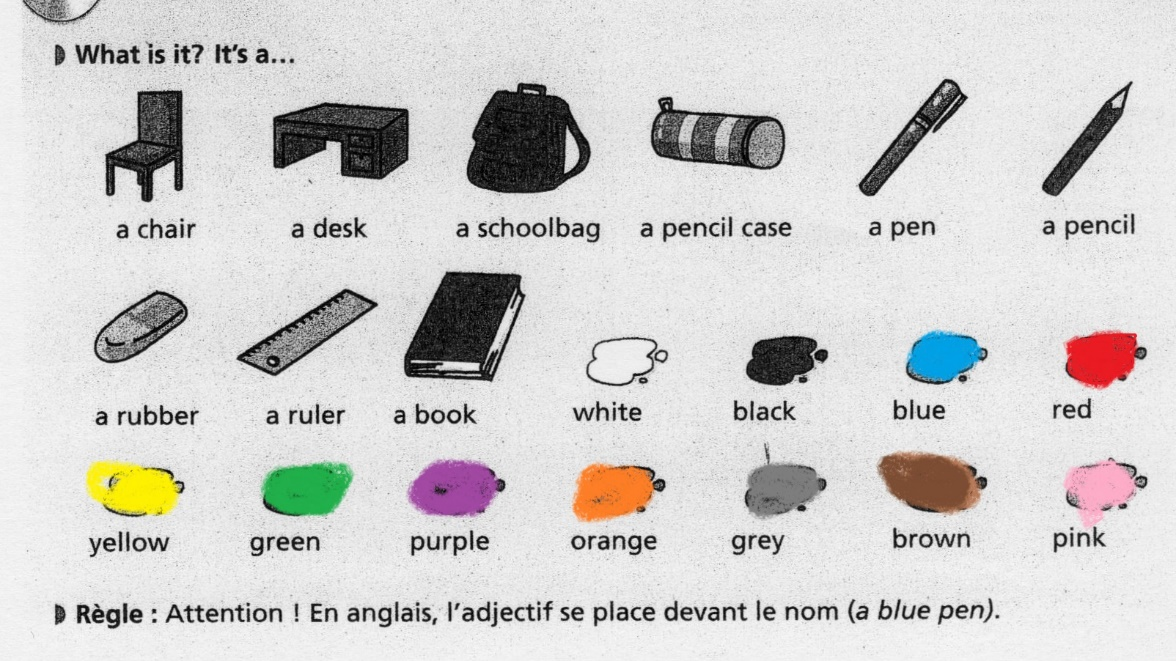 What is it? It's a...
a chair a desk a schoolbag a pencil case a pen a pencil
a rubber a ruler a book white black blue red
yellow green purple orange grey brown pink
Règle : Attention ! En anglais, l'adjectif se place devant le nom (a blue pen).